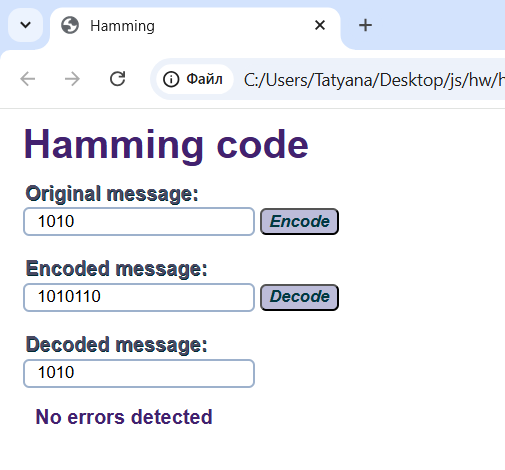 Hamming
Файл C:/Users/Tatyana/Desktop/js/hw/
Hamming code
Original message:
1010 Encode
Encoded message:
1010110 Decode
Decoded message:
1010
No errors detected